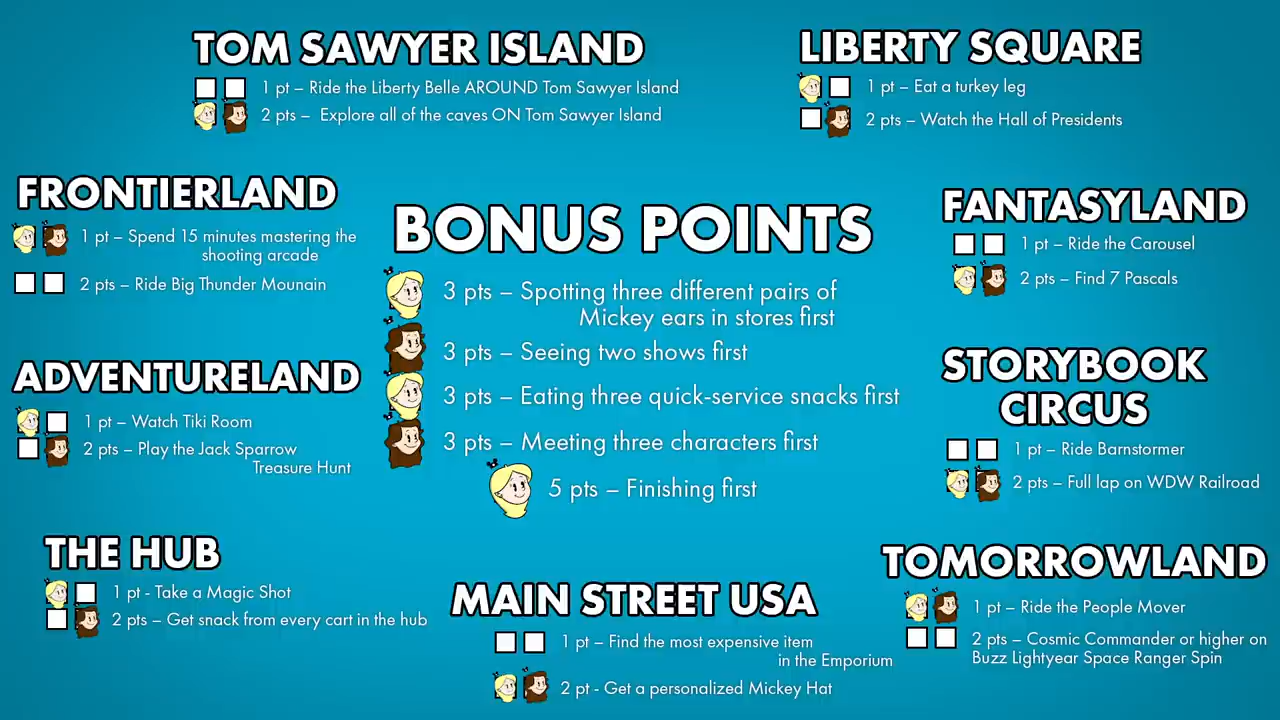 TOM SAWYER ISLAND
1 pt – Ride the Liberty Belle AROUND Tom Sawyer Island
2 pts – Explore all of the caves ON Tom Sawyer Island
LIBERTY SQUARE
1 pt – Eat a turkey leg
2 pts – Watch the Hall of Presidents
FRONTIERLAND
1 pt – Spend 15 minutes mastering the
shooting arcade
2 pts – Ride Big Thunder Mounain
BONUS POINTS
3 pts – Spotting three different pairs of
Mickey ears in stores first
3 pts – Seeing two shows first
3 pts – Eating three quick-service snacks first
3 pts – Meeting three characters first
5 pts – Finishing first
FANTASYLAND
1 pt – Ride the Carousel
2 pts – Find 7 Pascals
ADVENTURELAND
1 pt – Watch Tiki Room
2 pts – Play the Jack Sparrow
Treasure Hunt
STORYBOOK
CIRCUS
1 pt – Ride Barnstormer
2 pts – Full lap on WDW Railroad
THE HUB
1 pt - Take a Magic Shot
2 pts – Get snack from every cart in the hub
MAIN STREET USA
1 pt – Find the most expensive item
in the Emporium
2 pt - Get a personalized Mickey Hat
TOMORROWLAND
1 pt – Ride the People Mover
2 pts – Cosmic Commander or higher on
Buzz Lightyear Space Ranger Spin